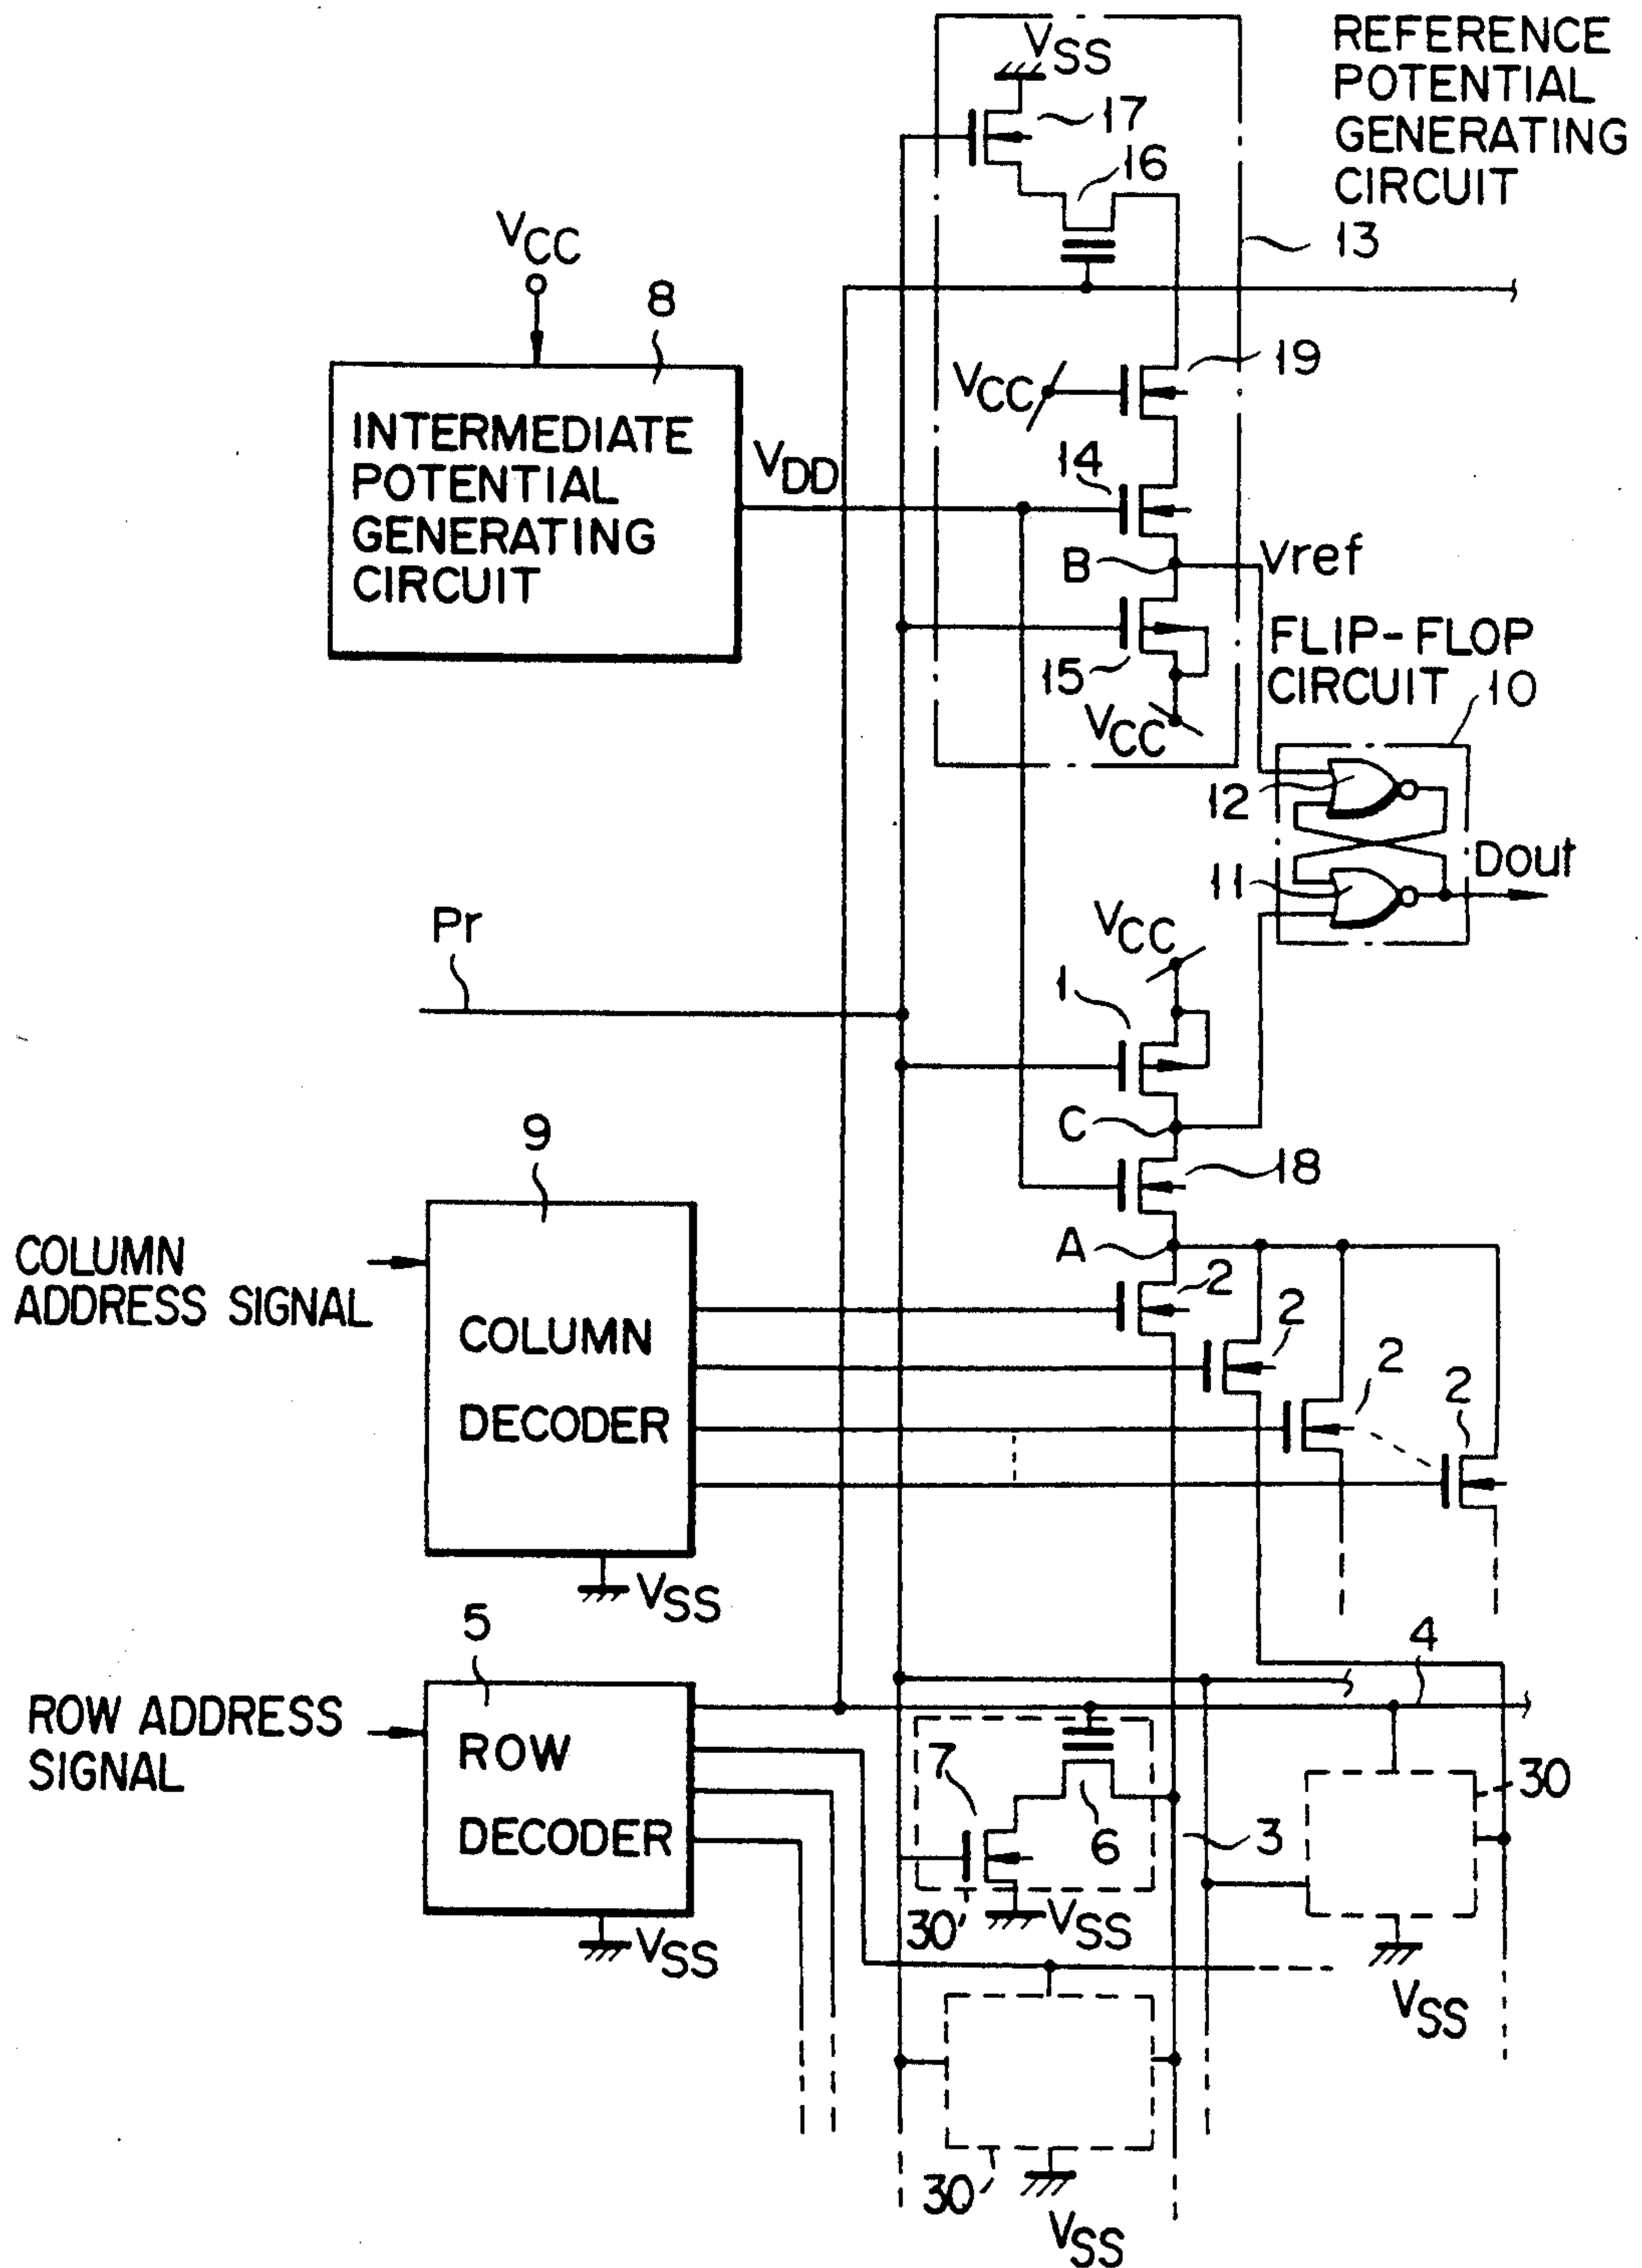 REFERENCE
POTENTIAL
GENERATING
CIRCUIT
VSS
17
16
13
VCC
8
INTERMEDIATE
POTENTIAL
GENERATING
CIRCUIT
VDD
19
VCC
14
B
Vref
15
VCC
FLIP-FLOP
CIRCUIT 10
12
11
Dout
Pr
VCC
1
C
18
A
9
COLUMN
ADDRESS SIGNAL
COLUMN
DECODER
VSS
2
2
2
2
5
ROW ADDRESS
SIGNAL
ROW
DECODER
VSS
4
7
6
3
30
30
VSS
VSS
30
VSS